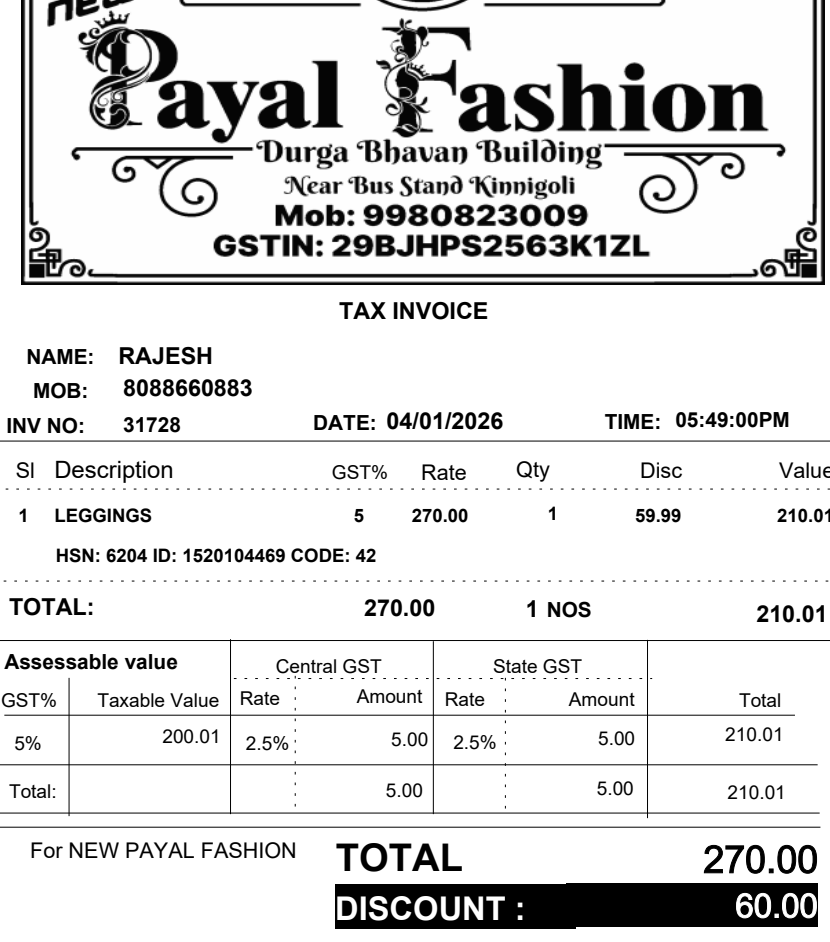 new
Payal Fashion
Durga Bhavan Building
Near Bus Stand Kinnigoli
Mob: 9980823009
GSTIN: 29BJHPS2563K1ZL
TAX INVOICE
NAME: RAJESH
MOB: 8088660883
INV NO: 31728 DATE: 04/01/2026 TIME: 05:49:00PM
Sl Description GST% Rate Qty Disc Value
1 LEGGINGS 5 270.00 1 59.99 210.01
HSN: 6204 ID: 1520104469 CODE: 42
TOTAL: 270.00 1 NOS 210.01
Assessable value Central GST State GST
GST% Taxable Value Rate Amount Rate Amount Total
5% 200.01 2.5% 5.00 2.5% 5.00 210.01
Total: 5.00 5.00 210.01
For NEW PAYAL FASHION TOTAL 270.00
DISCOUNT : 60.00